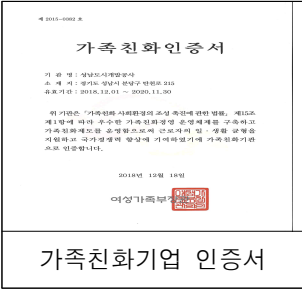 제 2015-0382 호
가족친화인증서
기 관 명 : 성남도시개발공사
소 재 지 : 경기도 성남시 분당구 탄천로 215
유효기간 : 2018.12.01 ~ 2020.11.30
위 기관은 「가족친화 사회환경의 조성 촉진에 관한 법률」 제15조
제1항에 따라 우수한 가족친화경영 운영체제를 구축하고
가족친화제도를 운영함으로써 근로자의 일·생활 균형을
지원하고 국가경쟁력 향상에 기여하였기에 가족친화기관
으로 인증합니다.
2018년 12월 18일
여성가족부장관
가족친화기업 인증서